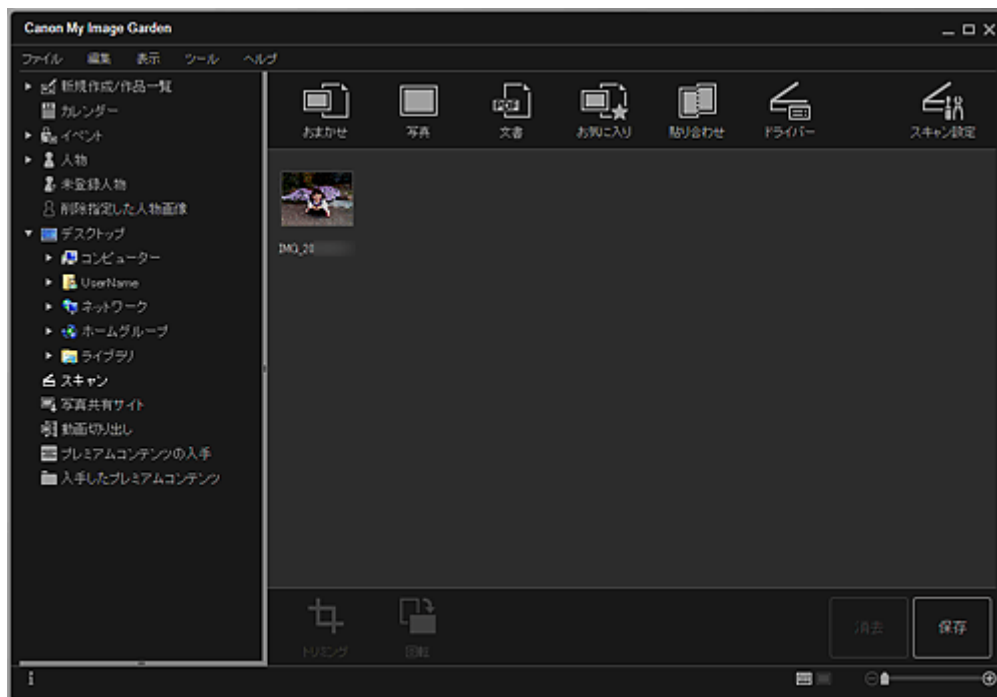 Canon My Image Garden
ファイル 編集 表示 ツール ヘルプ
新規作成/作品一覧
カレンダー
イベント
人物
未登録人物
削除指定した人物画像
デスクトップ
コンピューター
UserName
ネットワーク
ホームグループ
ライブラリ
スキャン
写真共有サイト
動画切り出し
プレミアムコンテンツの入手
入手したプレミアムコンテンツ
おまかせ 写真 文書 お気に入り 貼り合わせ ドライバー スキャン設定
PDF
IMG_20
トリミング 回転 消去 保存